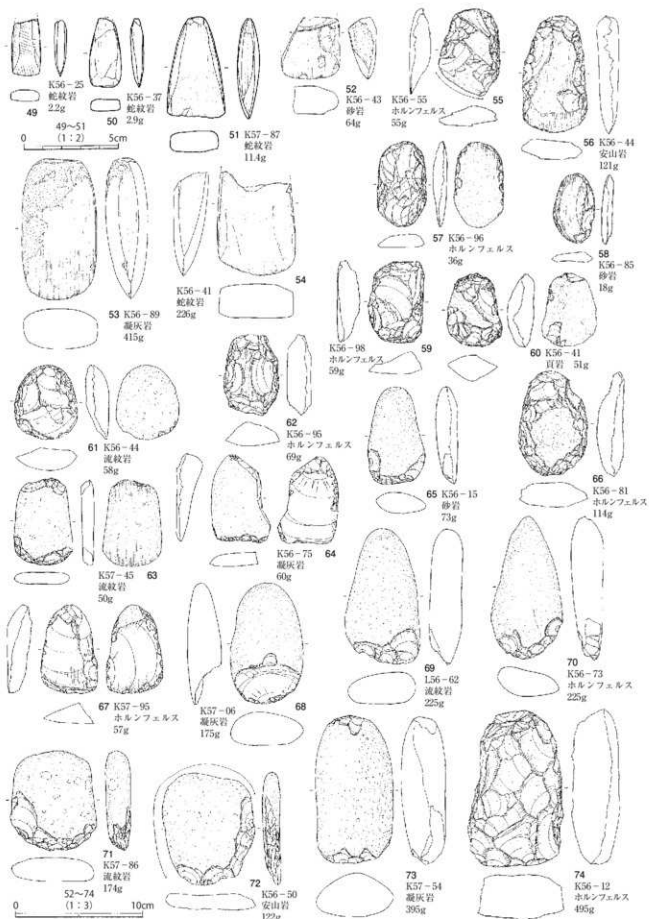 K56−25
蛇紋岩
2.2g
49
K56−37
蛇紋岩
2.9g
50
49〜51
(1：2)
0 5cm
51 K57−87
蛇紋岩
11.4g
52
K56−43
砂岩
64g
K56−55
ホルンフェルス
55g
55
56 K56−44
安山岩
121g
53 K56−89
凝灰岩
415g
K56−41
蛇紋岩
226g
54
57 K56−96
ホルンフェルス
36g
58
K56−85
砂岩
18g
K56−98
ホルンフェルス
59g
59
60 K56−41
頁岩 51g
61 K56−44
流紋岩
58g
62
K56−95
ホルンフェルス
69g
65 K56−15
砂岩
73g
66
K56−81
ホルンフェルス
114g
K57−45
流紋岩
50g
63
K56−75
凝灰岩
60g
64
67 K57−95
ホルンフェルス
57g
K57−06
凝灰岩
175g
68
69
L56−62
流紋岩
225g
70
K56−73
ホルンフェルス
225g
71
K57−86
流紋岩
174g
72 K56−50
安山岩
122g
73
K57−54
凝灰岩
395g
74
K56−12
ホルンフェルス
495g
52〜74
(1：3)
0 10cm